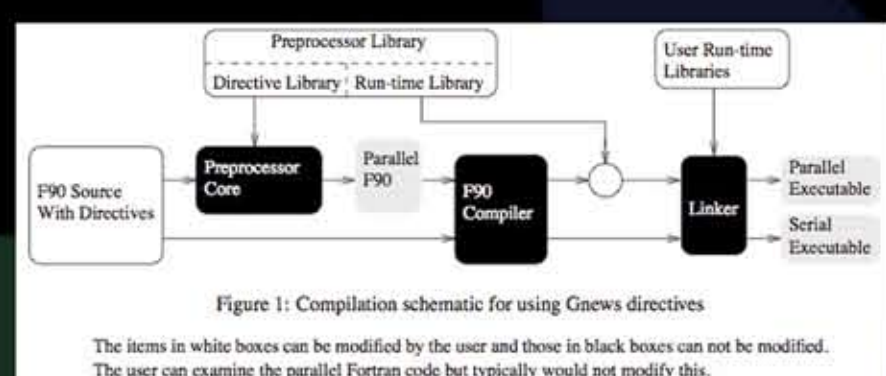 Preprocessor Library
Directive Library
Run-time Library
User Run-time
Libraries
F90 Source
With Directives
Preprocessor
Core
Parallel
F90
F90
Compiler
Linker
Parallel
Executable
Serial
Executable
Figure 1: Compilation schematic for using Gnews directives
The items in white boxes can be modified by the user and those in black boxes can not be modified.
The user can examine the parallel Fortran code but typically would not modify this.